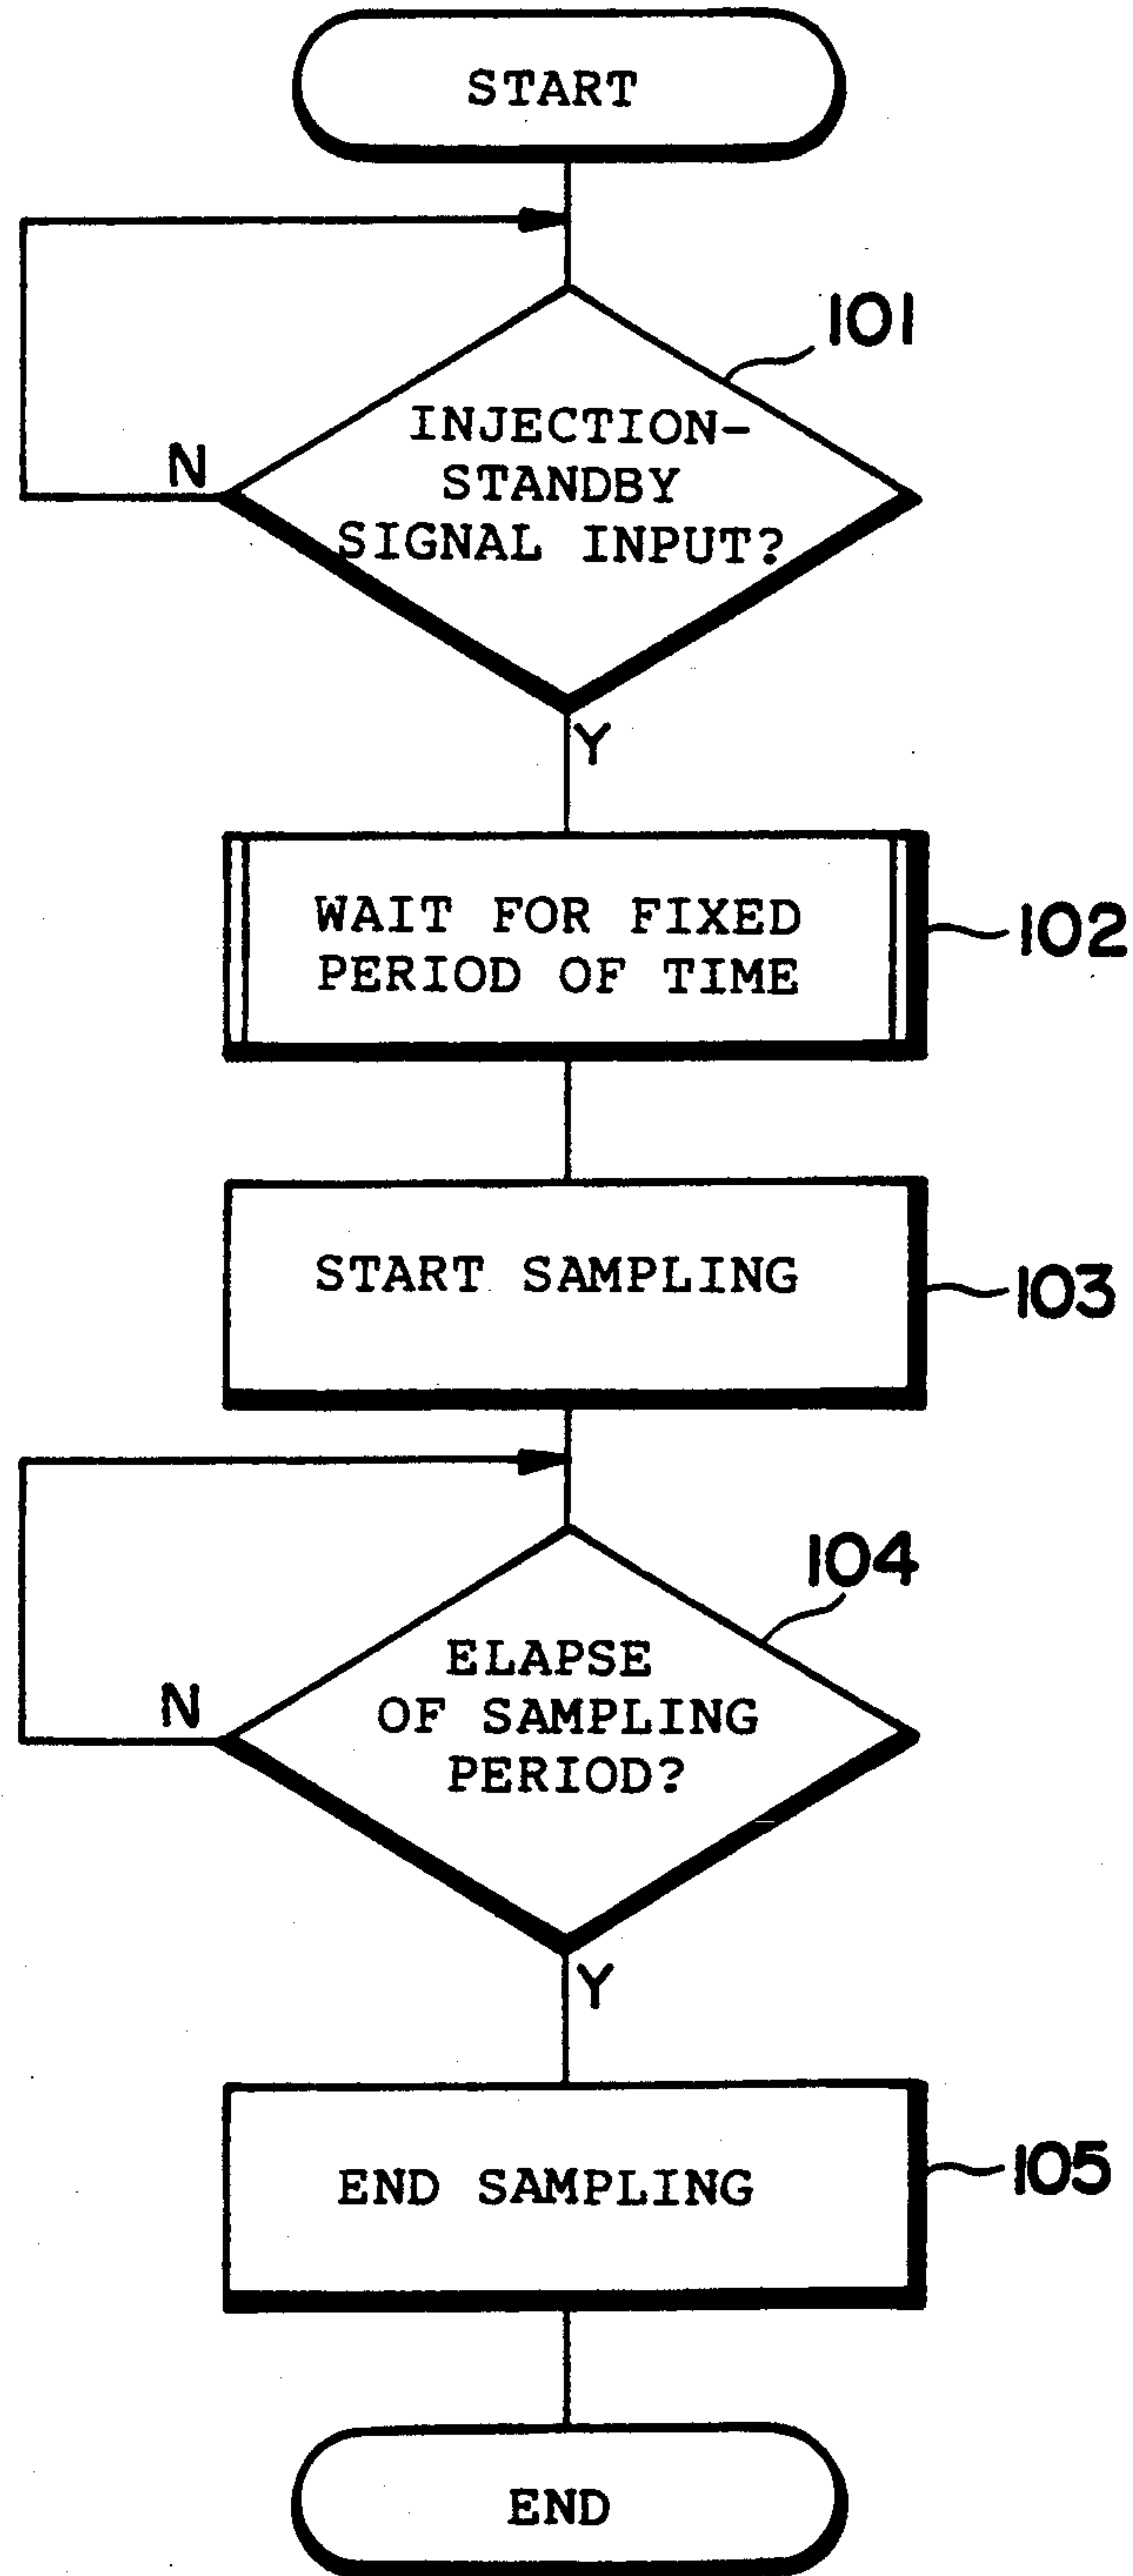 START
101
INJECTION-
STANDBY
SIGNAL INPUT?
N
Y
WAIT FOR FIXED
PERIOD OF TIME
102
START SAMPLING
103
104
ELAPSE
OF SAMPLING
PERIOD?
N
Y
END SAMPLING
105
END